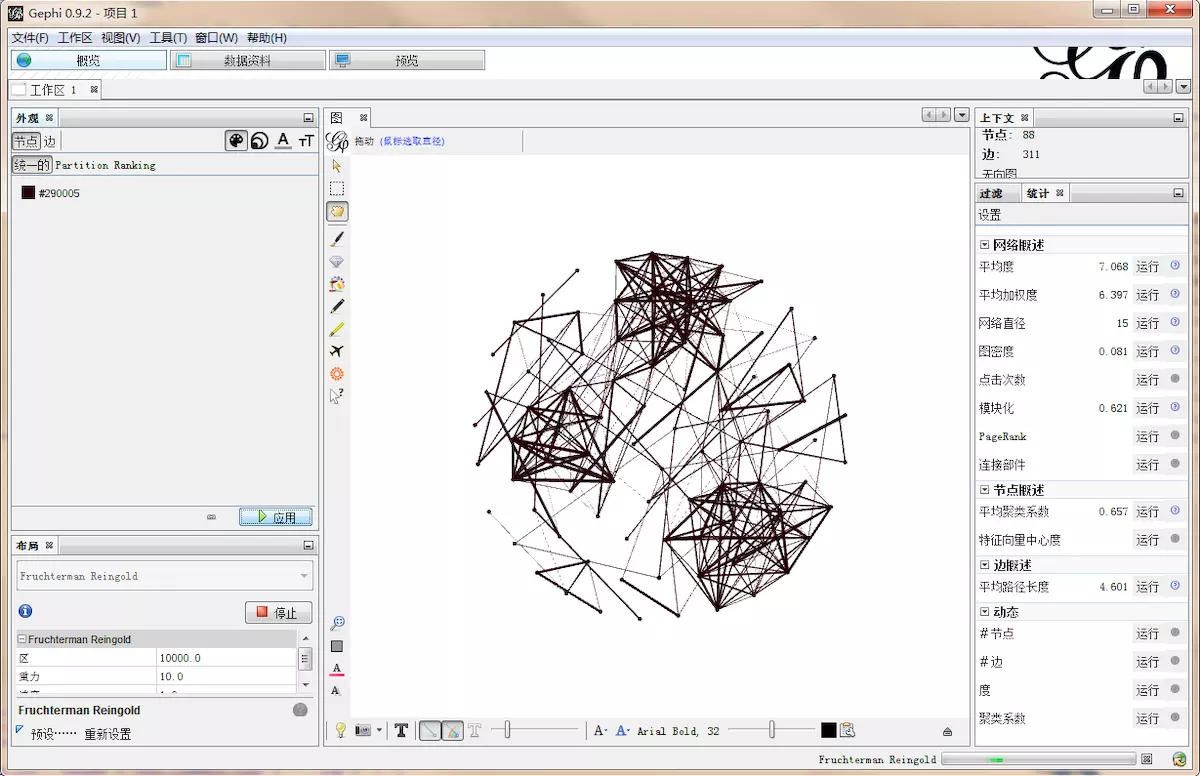 Gephi 0.9.2 - 项目 1
文件(F) 工作区 视图(V) 工具(T) 窗口(W) 帮助(H)
概览 数据资料 预览
工作区 1
外观
节点 边
A TT
统一的 Partition Ranking
#290005
应用
布局
Fruchterman Reingold
停止
Fruchterman Reingold
区 10000.0
重力 10.0
Fruchterman Reingold
预设…… 重新设置
图
拖动 (鼠标选取直径)
A
A
T T A- A- Arial Bold, 32
上下文
节点: 88
边: 311
无向图
过滤 统计
设置
网络概述
平均度 7.068 运行
平均加权度 6.397 运行
网络直径 15 运行
图密度 0.081 运行
点击次数 运行
模块化 0.621 运行
PageRank 运行
连接部件 运行
节点概述
平均聚类系数 0.657 运行
特征向量中心度 运行
边概述
平均路径长度 4.601 运行
动态
#节点 运行
#边 运行
度 运行
聚类系数 运行
Fruchterman Reingold